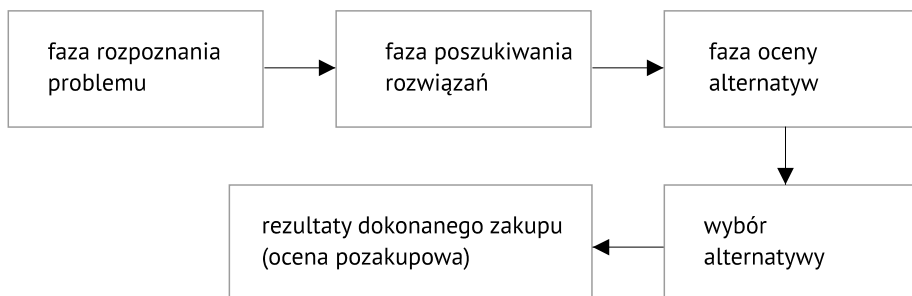 faza rozpoznania
problemu
faza poszukiwania
rozwiązań
faza oceny
alternatyw
wybór
alternatywy
rezultaty dokonanego zakupu
(ocena pozakupowa)